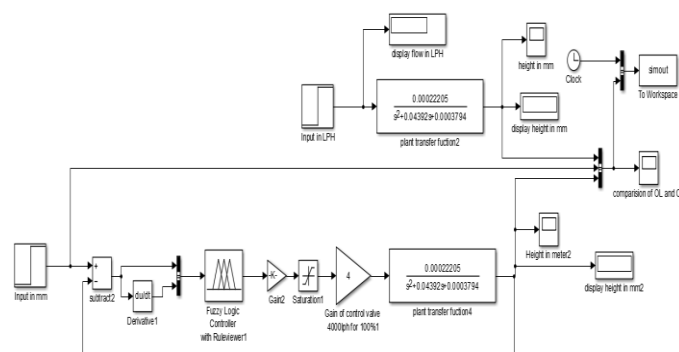 display flow in LPH
height in mm
Clock
simout
To Workspace
Input in LPH
0.00022205
s²+0.04392s+0.0003794
plant transfer fuction2
display height in mm
comparision of OL and C
Input in mm
+
-
subtract2
du/dt
Derivative1
Fuzzy Logic
Controller
with Ruleviewer1
-K-
Gain2
Saturation1
4
Gain of control valve
4000lph for 100%1
0.00022205
s²+0.04392s+0.0003794
plant transfer fuction4
Height in meter2
display height in mm2